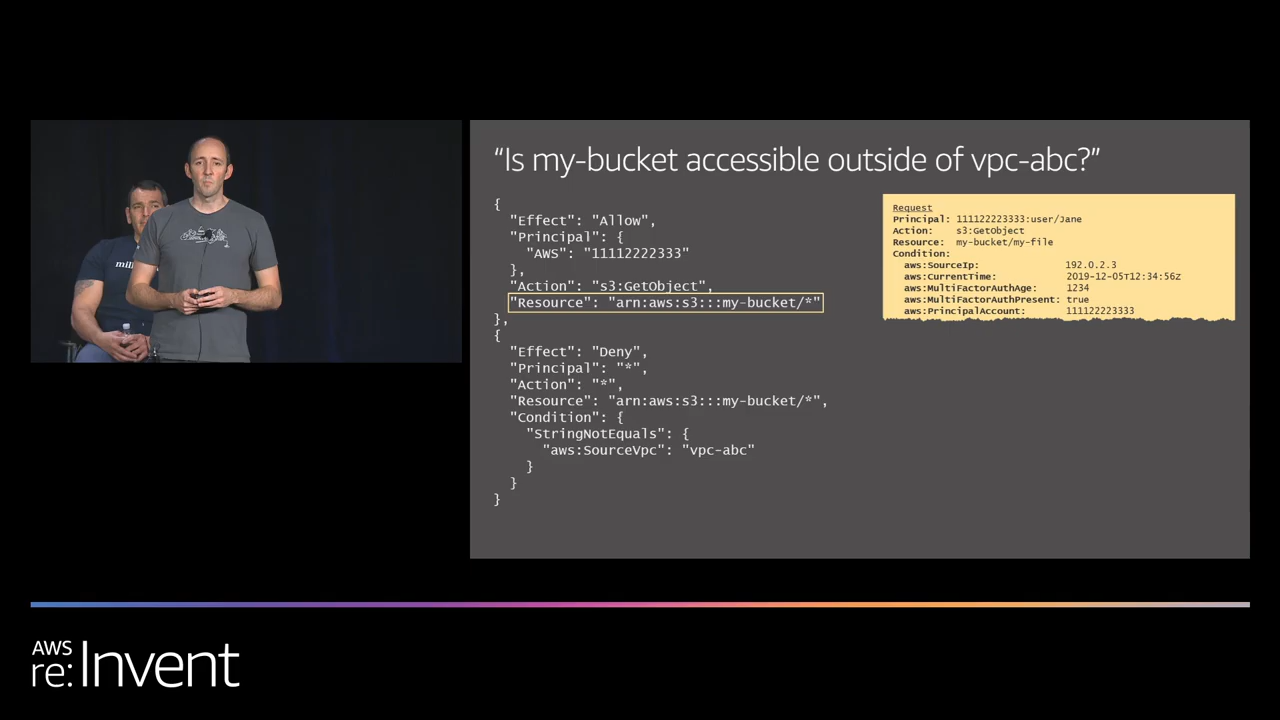 “Is my-bucket accessible outside of vpc-abc?”
{
"Effect": "Allow",
"Principal": {
"AWS": "11112222333"
},
"Action": "s3:GetObject",
"Resource": "arn:aws:s3:::my-bucket/*"
},
{
"Effect": "Deny",
"Principal": "*",
"Action": "*",
"Resource": "arn:aws:s3:::my-bucket/*",
"Condition": {
"StringNotEquals": {
"aws:SourceVpc": "vpc-abc"
}
}
}
Request
Principal: 111122223333:user/Jane
Action: s3:GetObject
Resource: my-bucket/my-file
Condition:
aws:SourceIp: 192.0.2.3
aws:CurrentTime: 2019-12-05T12:34:56Z
aws:MultiFactorAuthAge: 1234
aws:MultiFactorAuthPresent: true
aws:PrincipalAccount: 111122223333
AWS
re:Invent